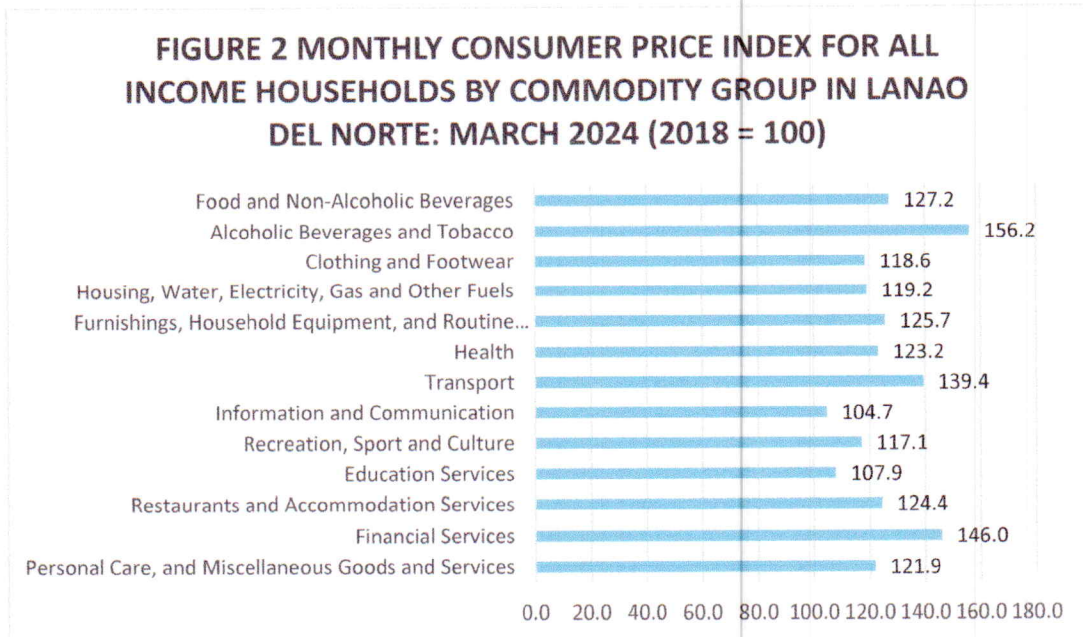 FIGURE 2 MONTHLY CONSUMER PRICE INDEX FOR ALL
INCOME HOUSEHOLDS BY COMMODITY GROUP IN LANAO
DEL NORTE: MARCH 2024 (2018 = 100)
Food and Non-Alcoholic Beverages 127.2
Alcoholic Beverages and Tobacco 156.2
Clothing and Footwear 118.6
Housing, Water, Electricity, Gas and Other Fuels 119.2
Furnishings, Household Equipment, and Routine... 125.7
Health 123.2
Transport 139.4
Information and Communication 104.7
Recreation, Sport and Culture 117.1
Education Services 107.9
Restaurants and Accommodation Services 124.4
Financial Services 146.0
Personal Care, and Miscellaneous Goods and Services 121.9
0.0 20.0 40.0 60.0 80.0 100.0 120.0 140.0 160.0 180.0